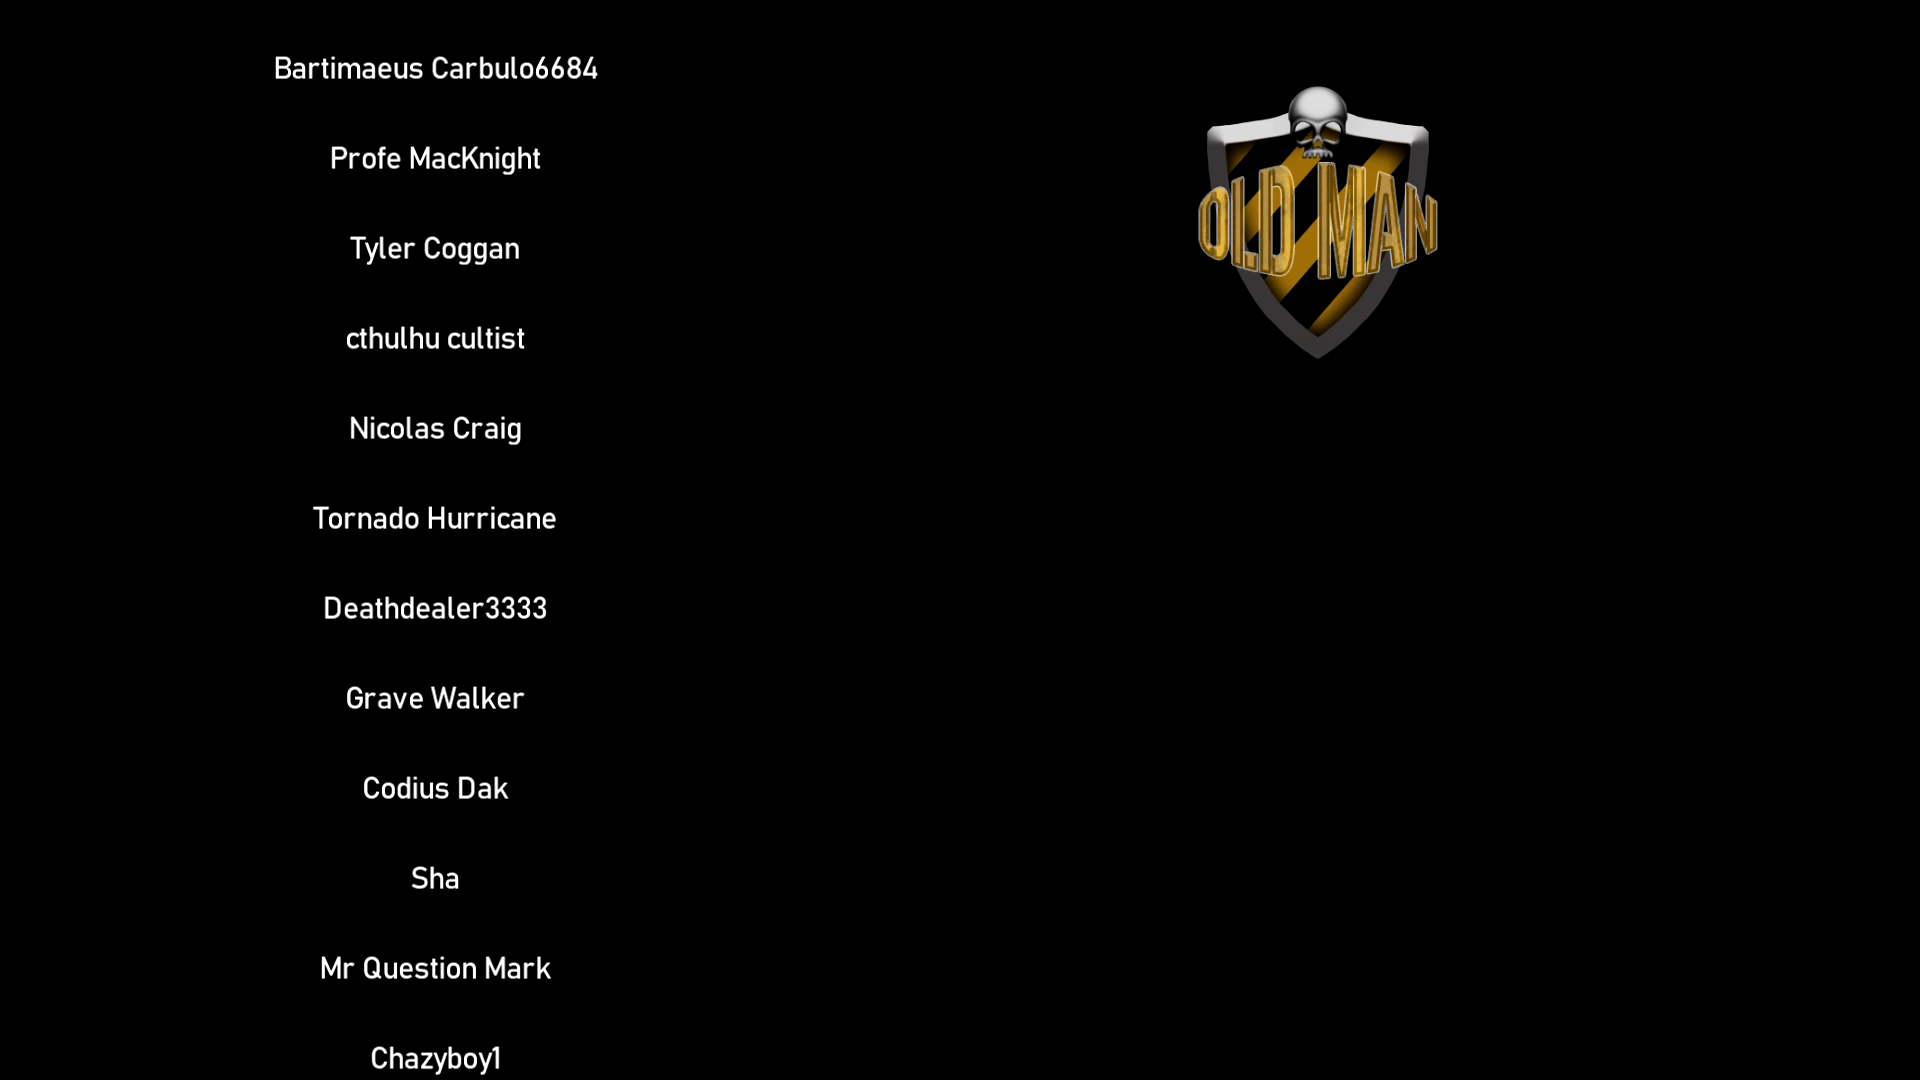 Bartimaeus Carbulo6684
Profe MacKnight
Tyler Coggan
cthulhu cultist
Nicolas Craig
Tornado Hurricane
Deathdealer3333
Grave Walker
Codius Dak
Sha
Mr Question Mark
Chazyboy1
OLD MAN